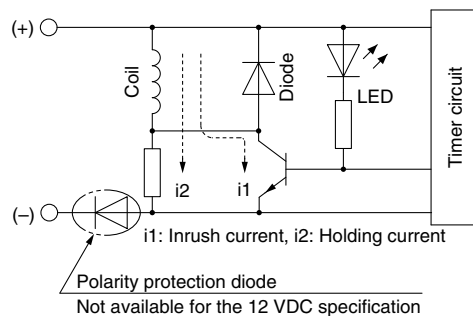 (+)
Coil
Diode
LED
Timer circuit
i2
i1
(–)
i1: Inrush current, i2: Holding current
Polarity protection diode
Not available for the 12 VDC specification